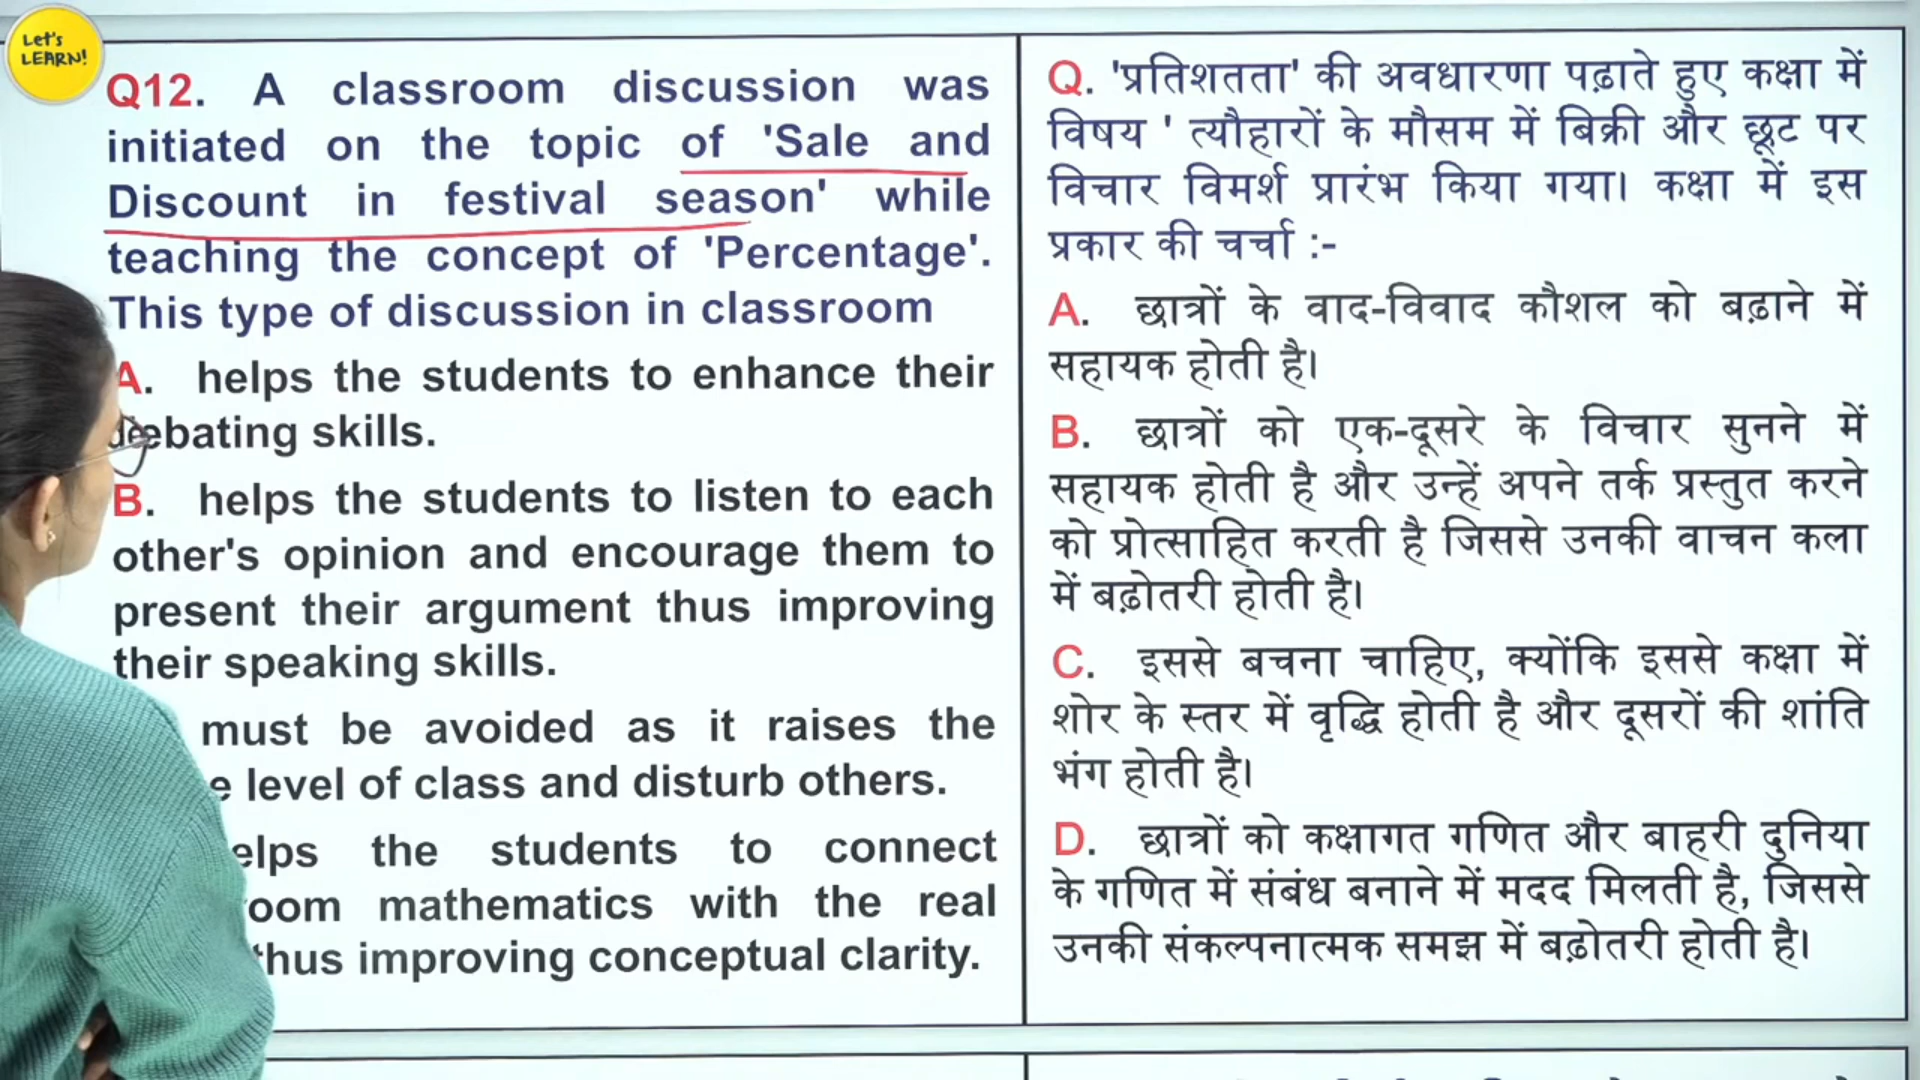 Let's
LEARN!
Q12. A classroom discussion was
initiated on the topic of 'Sale and
Discount in festival season' while
teaching the concept of 'Percentage'.
This type of discussion in classroom
A. helps the students to enhance their
debating skills.
B. helps the students to listen to each
other's opinion and encourage them to
present their argument thus improving
their speaking skills.
must be avoided as it raises the
level of class and disturb others.
the students to connect
mathematics with the real
thus improving conceptual clarity.
Q. 'प्रतिशतता' की अवधारणा पढ़ाते हुए कक्षा में
विषय ' त्यौहारों के मौसम में बिक्री और छूट पर
विचार विमर्श प्रारंभ किया गया। कक्षा में इस
प्रकार की चर्चा :-
A. छात्रों के वाद-विवाद कौशल को बढ़ाने में
सहायक होती है।
B. छात्रों को एक-दूसरे के विचार सुनने में
सहायक होती है और उन्हें अपने तर्क प्रस्तुत करने
को प्रोत्साहित करती है जिससे उनकी वाचन कला
में बढ़ोतरी होती है।
C. इससे बचना चाहिए, क्योंकि इससे कक्षा में
शोर के स्तर में वृद्धि होती है और दूसरों की शांति
भंग होती है।
D. छात्रों को कक्षागत गणित और बाहरी दुनिया
के गणित में संबंध बनाने में मदद मिलती है, जिससे
उनकी संकल्पनात्मक समझ में बढ़ोतरी होती है।